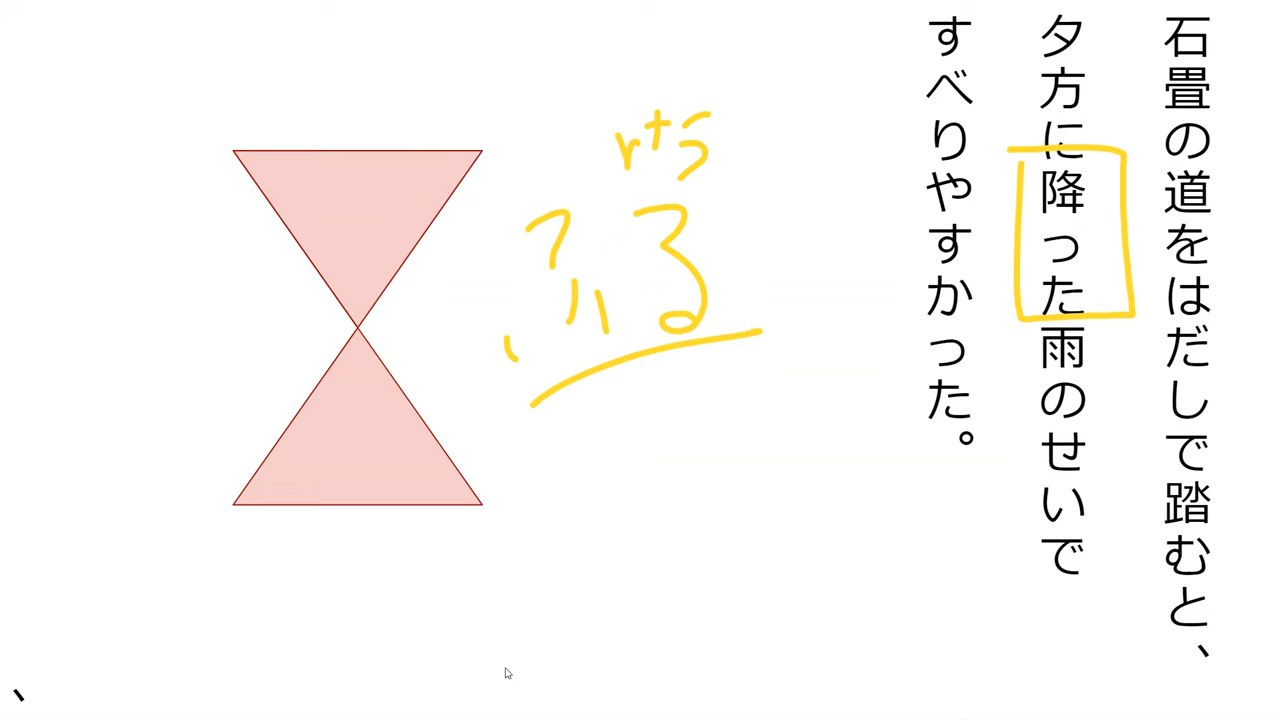 石畳の道をはだしで踏むと、
夕方に降った雨のせいで
すべりやすかった。
r+5
ふる
、